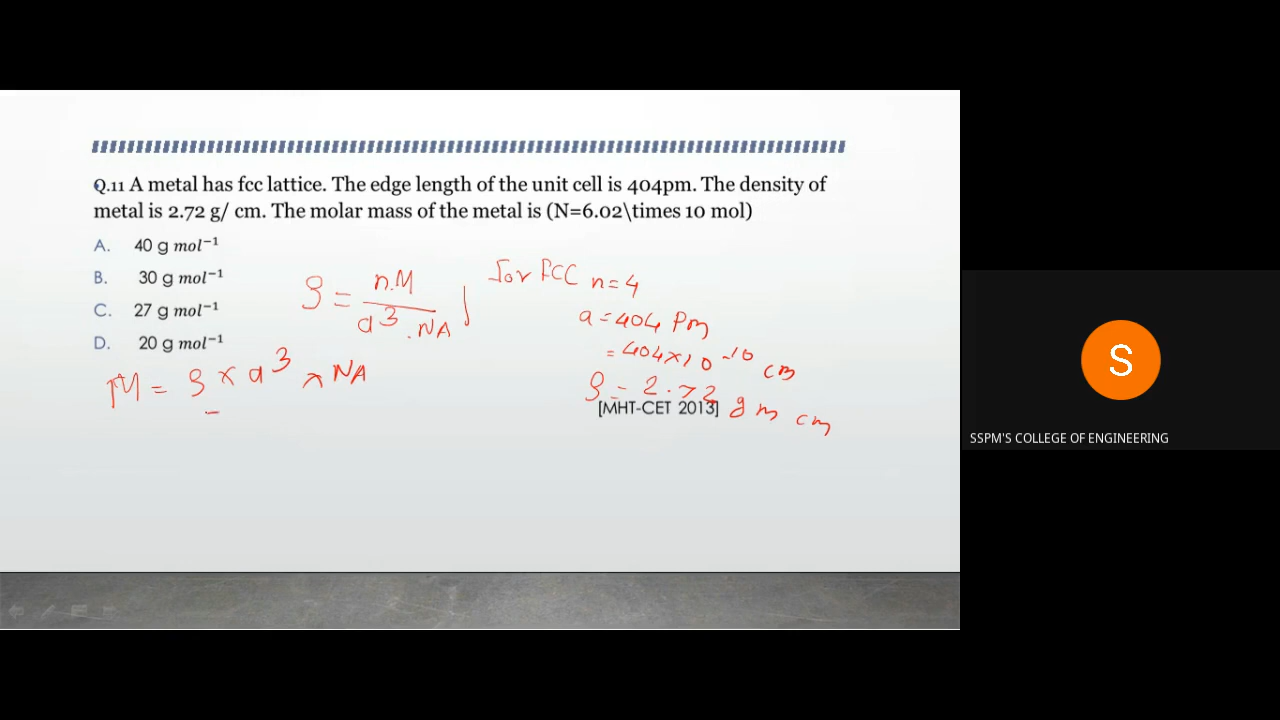 Q.11 A metal has fcc lattice. The edge length of the unit cell is 404pm. The density of
metal is 2.72 g/ cm. The molar mass of the metal is (N=6.02\times 10 mol)
A. 40 g mol⁻¹
B. 30 g mol⁻¹
C. 27 g mol⁻¹
D. 20 g mol⁻¹
[MHT-CET 2013]
ρ = n.M / a³ . NA
for FCC n = 4
a = 404 Pm
= 404 × 10⁻¹⁰ cm
ρ = 2.72 gm cm
M = ρ × a³ × NA
S
SSPM'S COLLEGE OF ENGINEERING